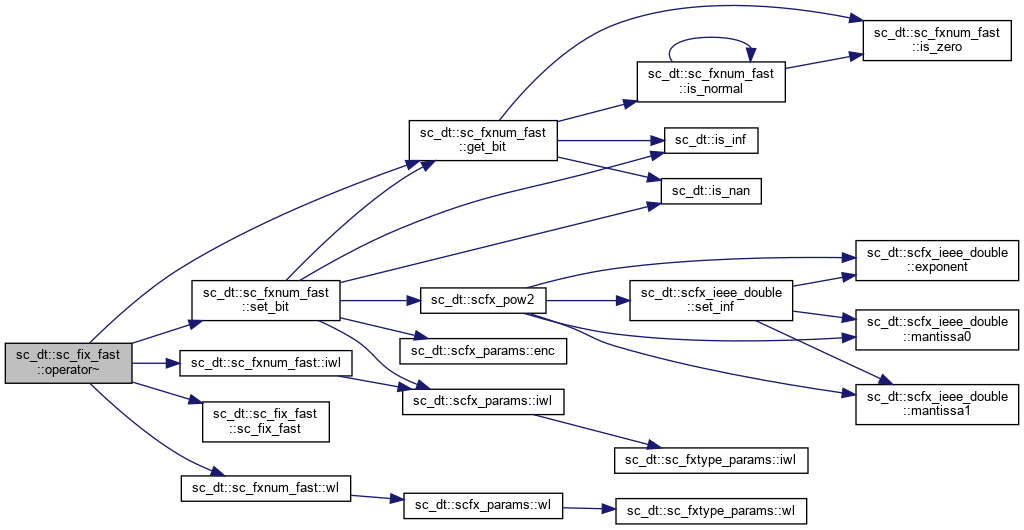 sc_dt::sc_fix_fast
::operator~
sc_dt::sc_fxnum_fast
::get_bit
sc_dt::sc_fxnum_fast
::is_normal
sc_dt::sc_fxnum_fast
::is_zero
sc_dt::is_inf
sc_dt::is_nan
sc_dt::sc_fxnum_fast
::set_bit
sc_dt::scfx_pow2
sc_dt::scfx_ieee_double
::set_inf
sc_dt::scfx_ieee_double
::exponent
sc_dt::scfx_ieee_double
::mantissa0
sc_dt::scfx_ieee_double
::mantissa1
sc_dt::scfx_params::enc
sc_dt::sc_fxnum_fast::iwl
sc_dt::scfx_params::iwl
sc_dt::sc_fxtype_params::iwl
sc_dt::sc_fix_fast
::sc_fix_fast
sc_dt::sc_fxnum_fast::wl
sc_dt::scfx_params::wl
sc_dt::sc_fxtype_params::wl